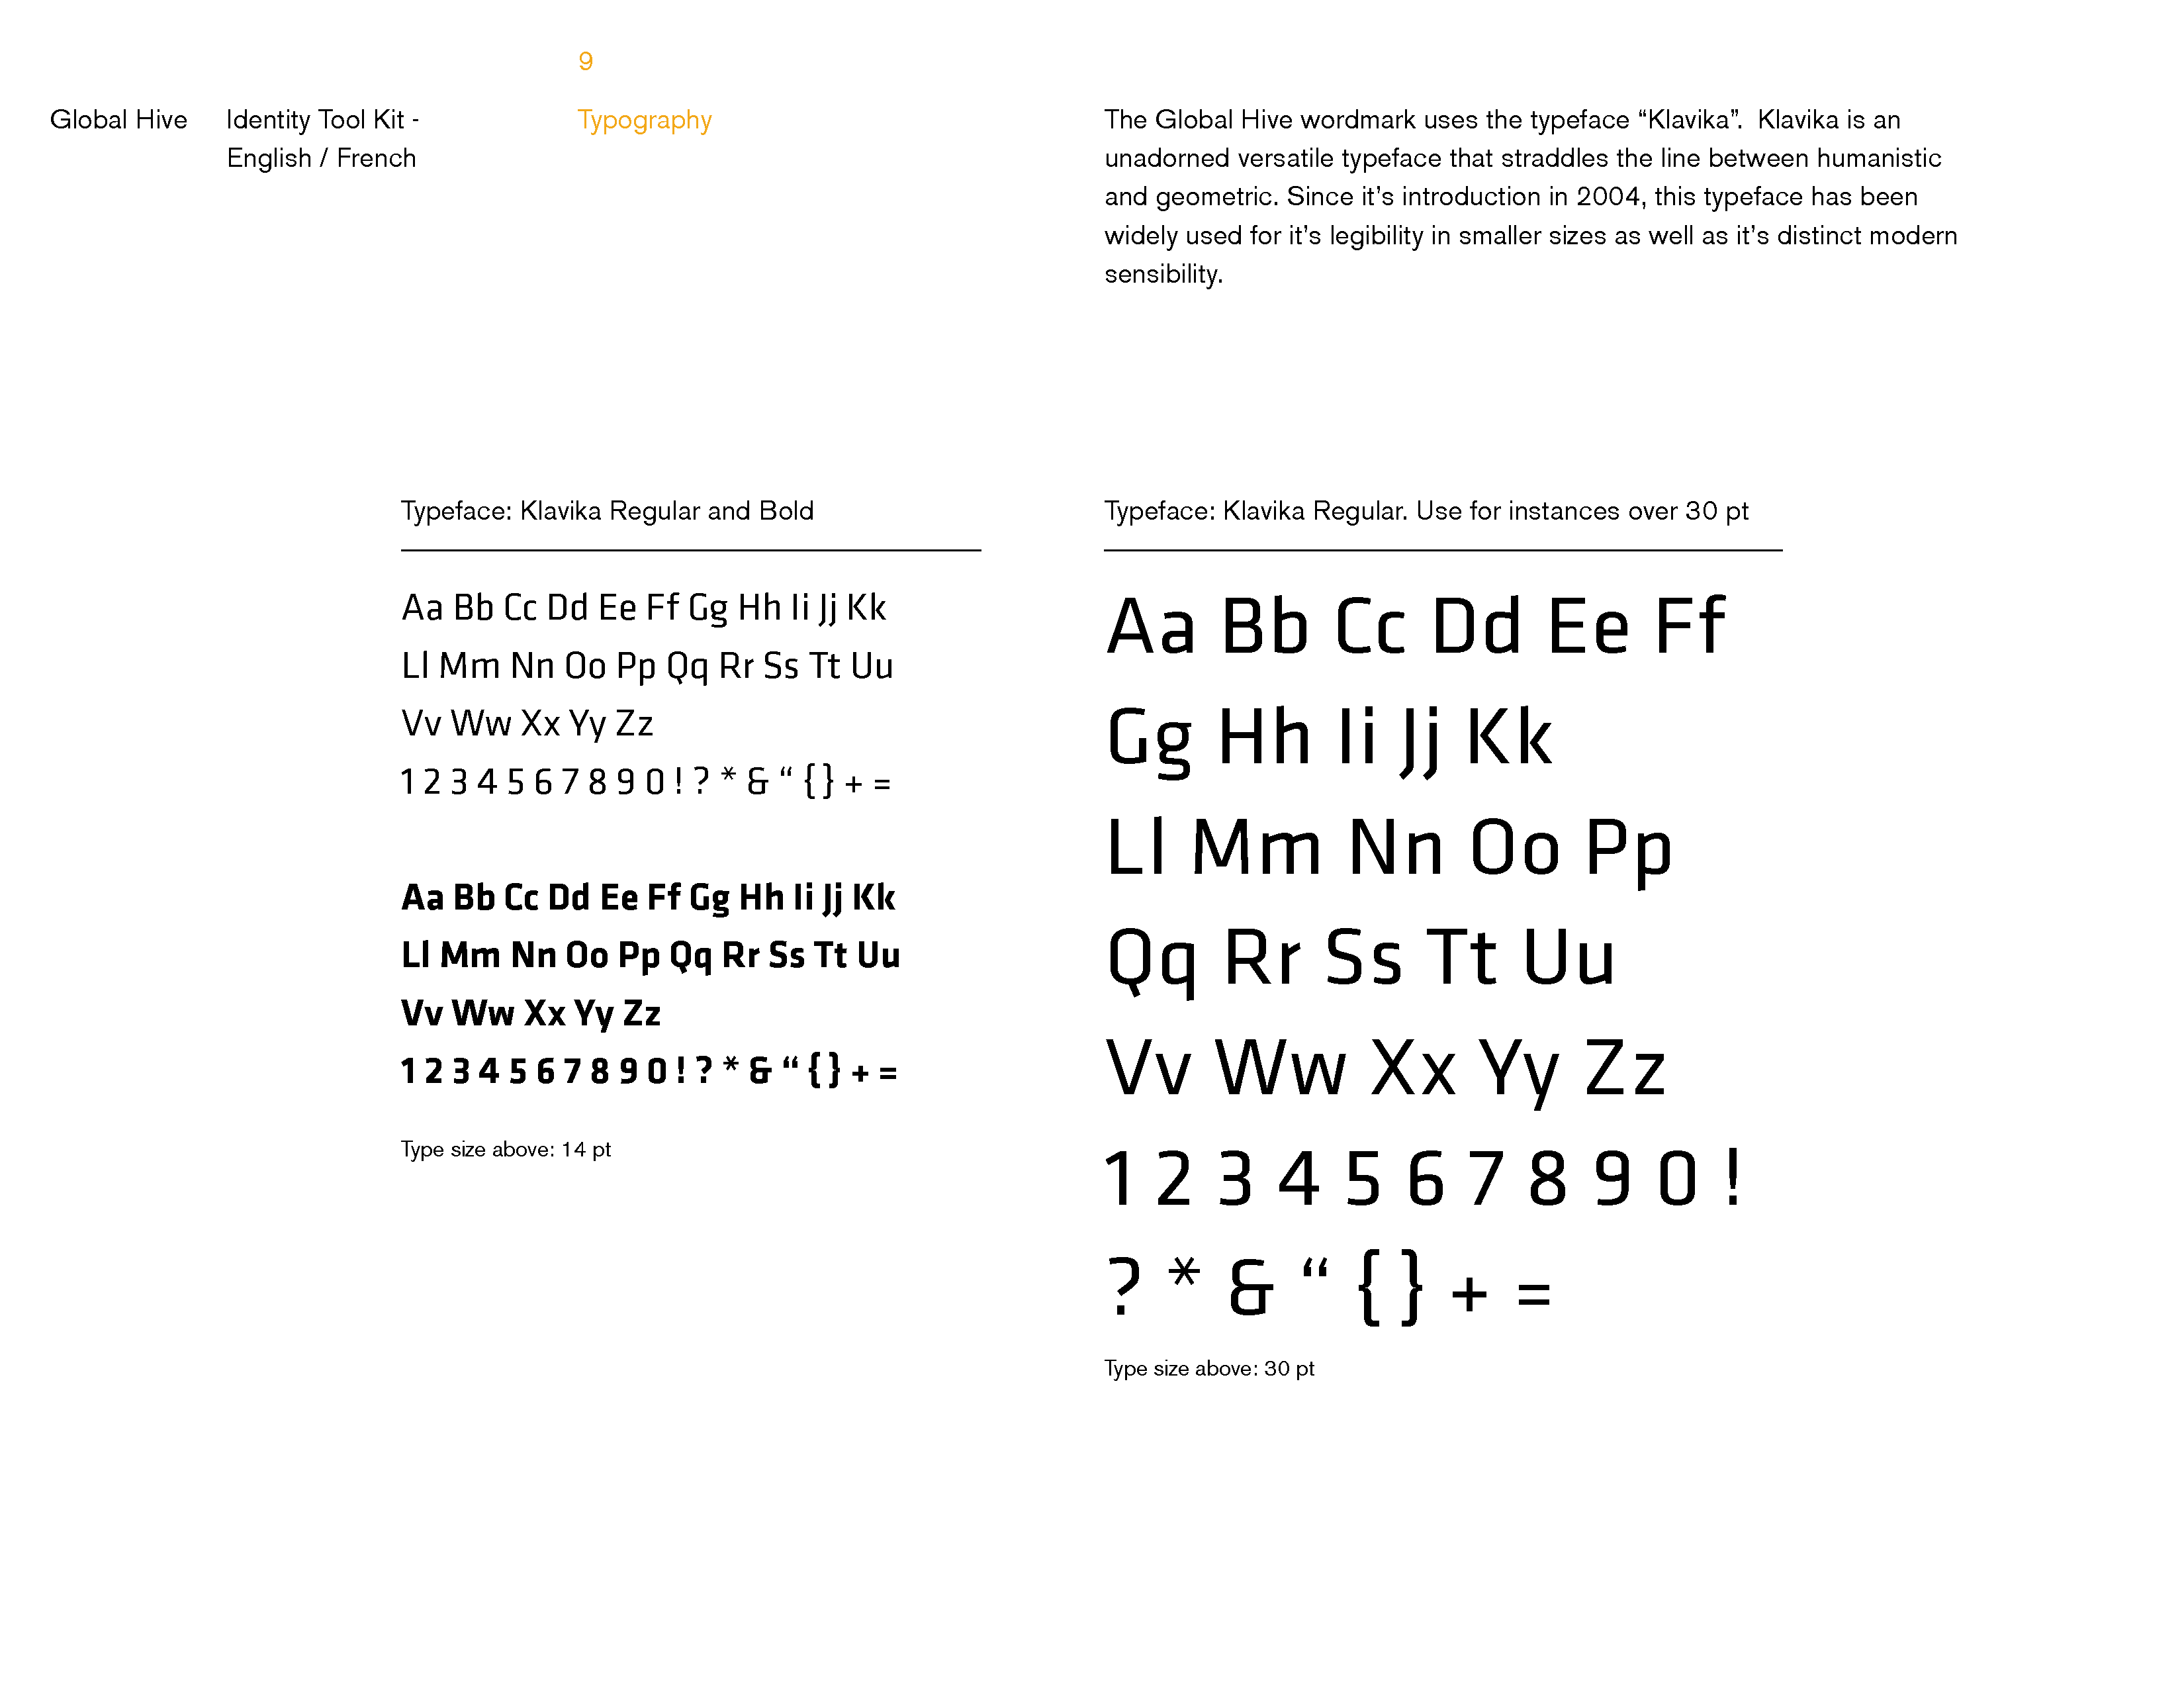 9
Global Hive
Identity Tool Kit -
English / French
Typography
The Global Hive wordmark uses the typeface “Klavika”.  Klavika is an
unadorned versatile typeface that straddles the line between humanistic
and geometric. Since it’s introduction in 2004, this typeface has been
widely used for it’s legibility in smaller sizes as well as it’s distinct modern
sensibility.
Typeface: Klavika Regular and Bold
Aa Bb Cc Dd Ee Ff Gg Hh Ii Jj Kk
Ll Mm Nn Oo Pp Qq Rr Ss Tt Uu
Vv Ww Xx Yy Zz
1 2 3 4 5 6 7 8 9 0 ! ? * & “ { } + =
Aa Bb Cc Dd Ee Ff Gg Hh Ii Jj Kk
Ll Mm Nn Oo Pp Qq Rr Ss Tt Uu
Vv Ww Xx Yy Zz
1 2 3 4 5 6 7 8 9 0 ! ? * & “ { } + =
Type size above: 14 pt
Typeface: Klavika Regular. Use for instances over 30 pt
Aa Bb Cc Dd Ee Ff
Gg Hh Ii Jj Kk
Ll Mm Nn Oo Pp
Qq Rr Ss Tt Uu
Vv Ww Xx Yy Zz
1 2 3 4 5 6 7 8 9 0 !
? * & “ { } + =
Type size above: 30 pt